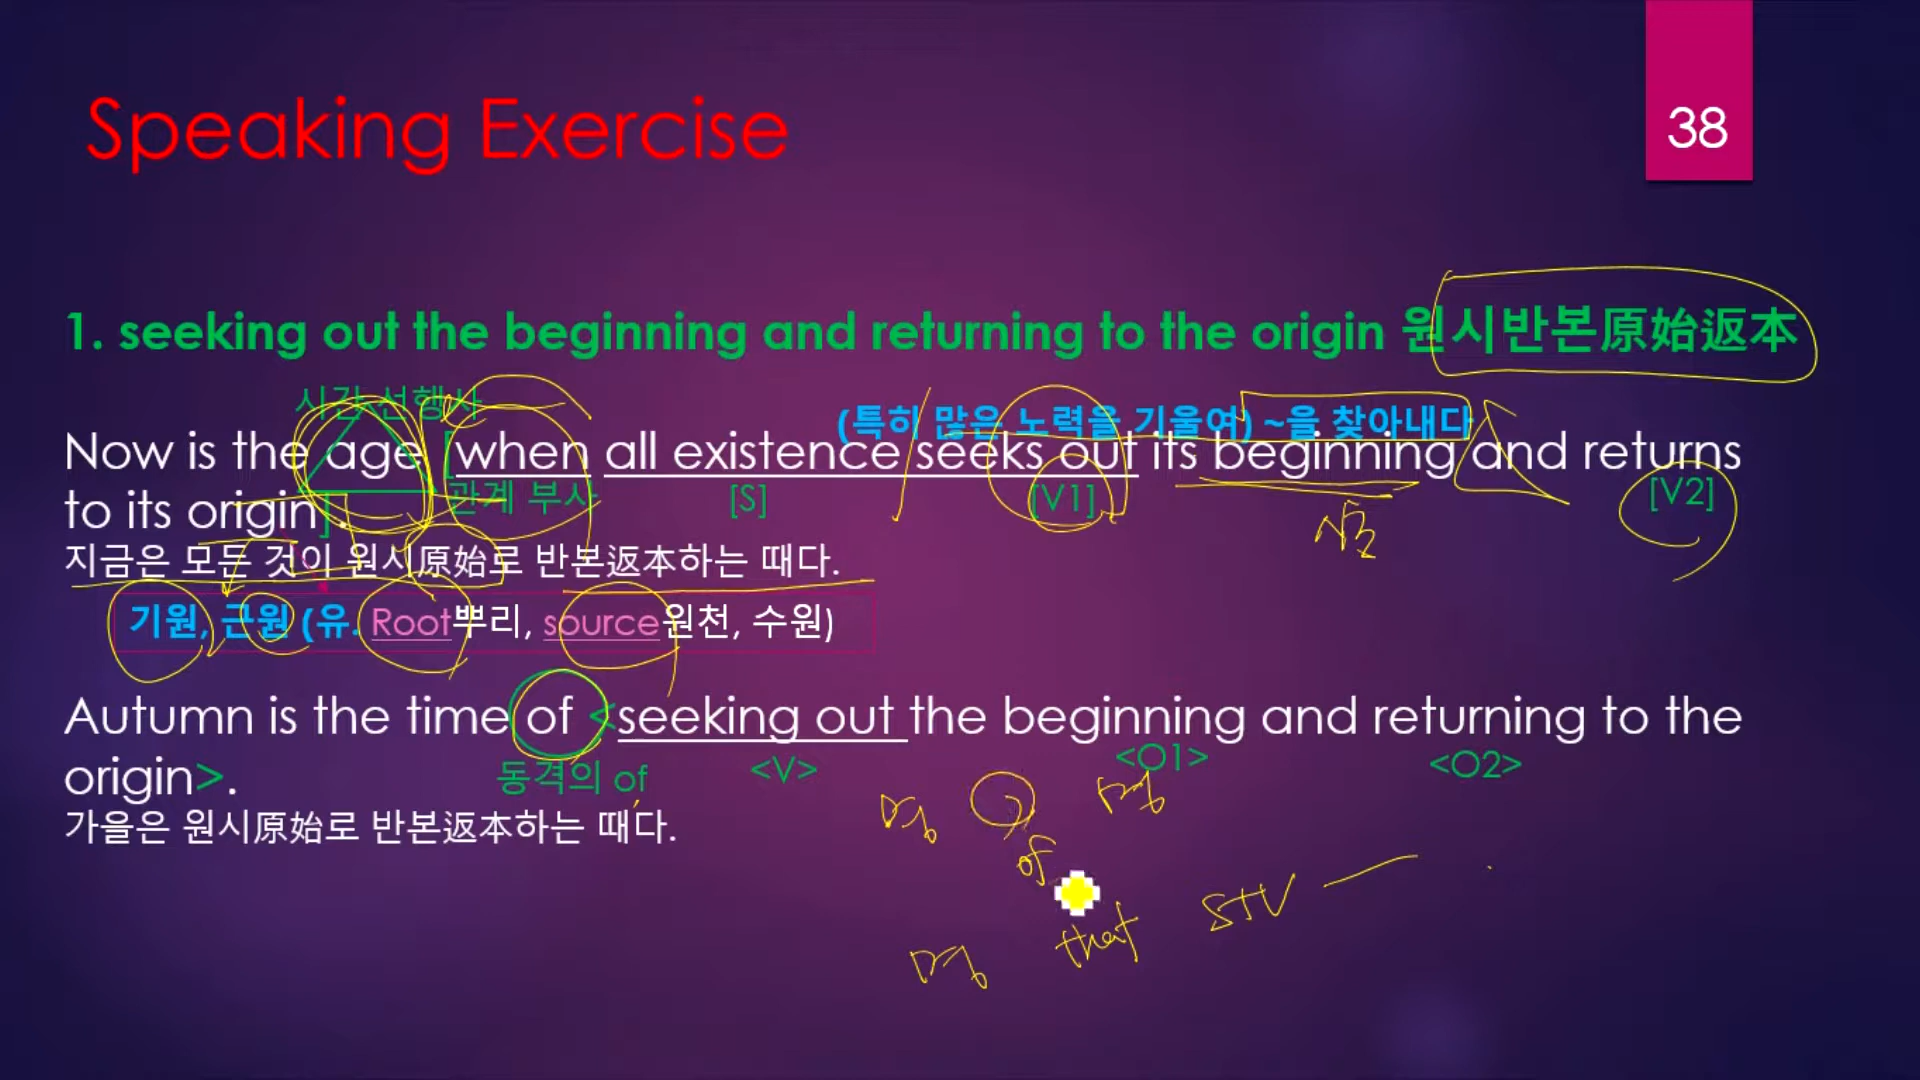 38
Speaking Exercise
1. seeking out the beginning and returning to the origin 원시반본原始返本
시간 선행사
(특히 많은 노력을 기울여) ~을 찾아내다
Now is the age [when all existence seeks out its beginning and returns
관계 부사 [S] [V1] [V2]
to its origin].
지금은 모든 것이 원시原始로 반본返本하는 때다.
기원, 근원 (유. Root뿌리, source원천, 수원)
Autumn is the time of <seeking out the beginning and returning to the
동격의 of <V> <O1> <O2>
origin>.
가을은 원시原始로 반본返本하는 때다.
of
that S+V